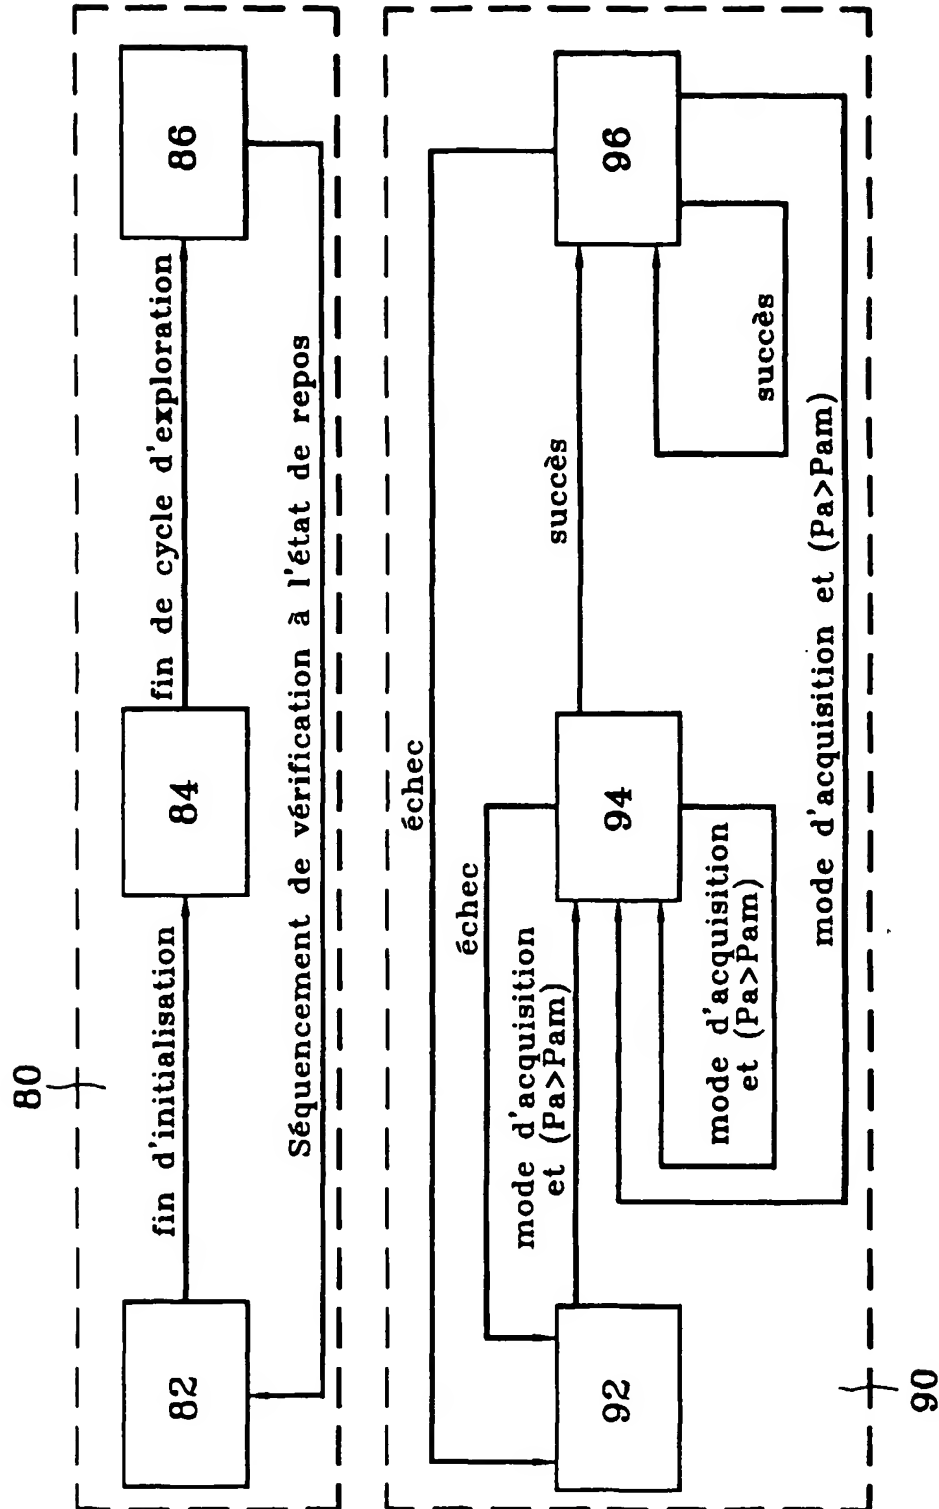 80
82
fin d'initialisation
84
fin de cycle d'exploration
86
Séquencement de vérification à l'état de repos
échec
échec
92
mode d'acquisition
et (Pa>Pam)
94
succès
96
succès
mode d'acquisition
et (Pa>Pam)
mode d'acquisition et (Pa>Pam)
90